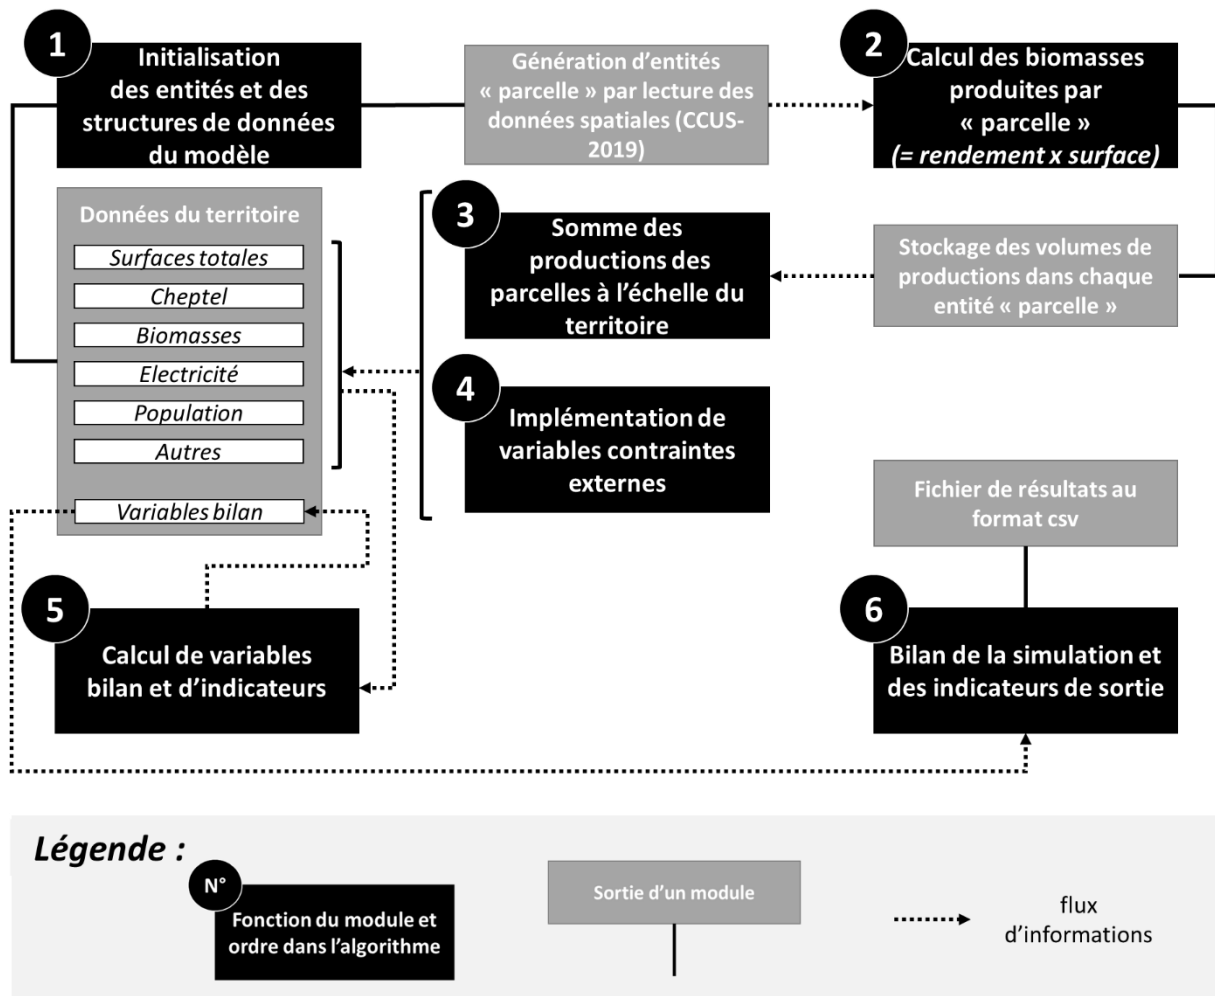 1
Initialisation
des entités et des
structures de données
du modèle
Génération d'entités
« parcelle » par lecture des
données spatiales (CCUS-
2019)
2
Calcul des biomasses
produites par
« parcelle »
(= rendement x surface)
Données du territoire
Surfaces totales
Cheptel
Biomasses
Electricité
Population
Autres
Variables bilan
3
Somme des
productions des
parcelles à l'échelle du
territoire
Stockage des volumes de
productions dans chaque
entité « parcelle »
4
Implémentation de
variables contraintes
externes
Fichier de résultats au
format csv
5
Calcul de variables
bilan et d'indicateurs
6
Bilan de la simulation et
des indicateurs de sortie
Légende :
N°
Fonction du module et
ordre dans l'algorithme
Sortie d'un module
flux
d'informations